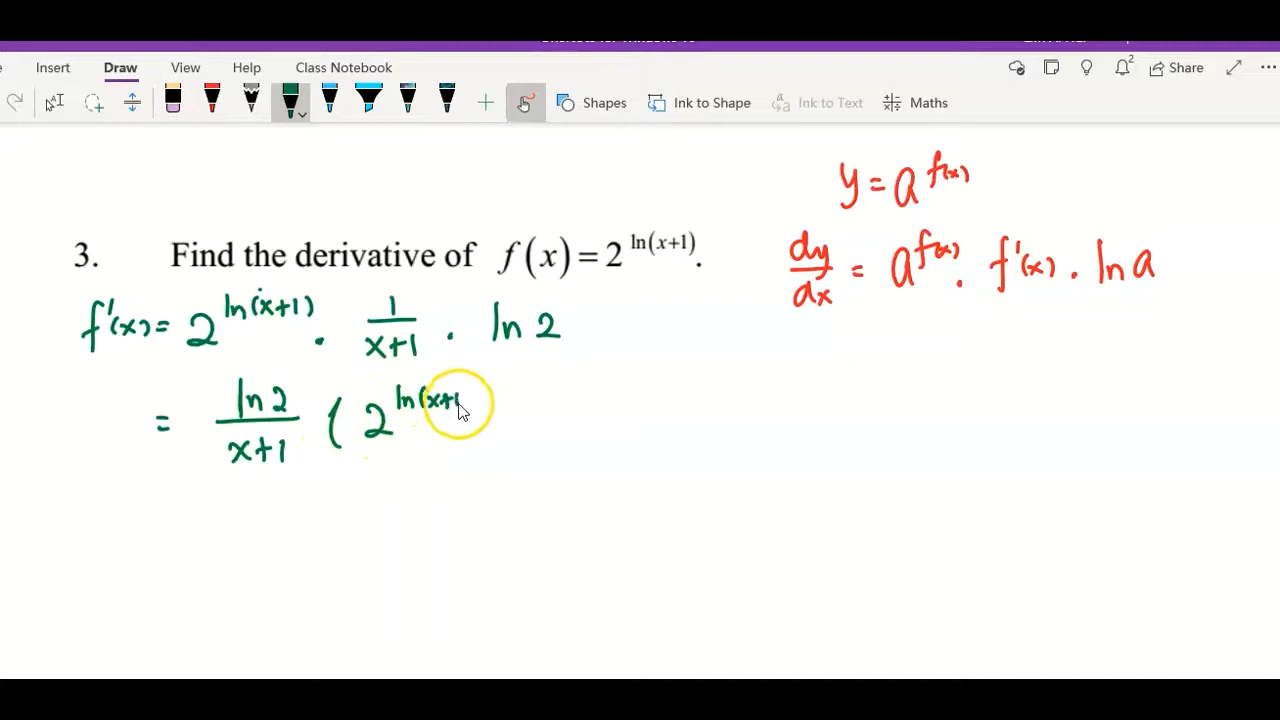 Insert Draw View Help Class Notebook Share
Shapes Ink to Shape Ink to Text Maths
y = a^f(x)
3. Find the derivative of f(x) = 2^ln(x+1).
dy/dx = a^f(x) . f'(x) . ln a
f'(x) = 2^ln(x+1) . 1/x+1 . ln 2
= ln 2/x+1 ( 2^ln(x+1